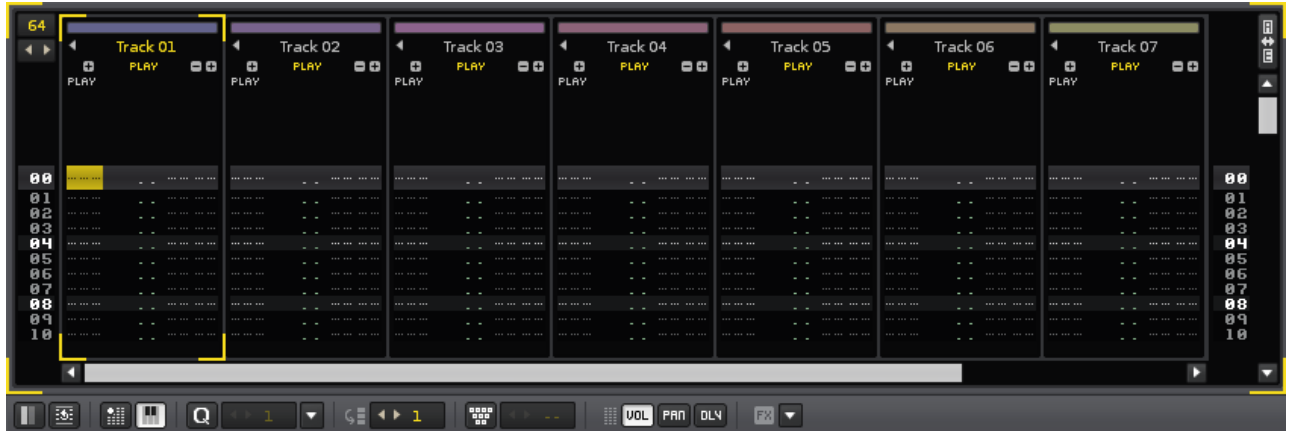 64
Track 01 Track 02 Track 03 Track 04 Track 05 Track 06 Track 07
PLAY PLAY PLAY PLAY PLAY PLAY PLAY
PLAY PLAY PLAY PLAY PLAY PLAY PLAY
A E
00 00
01 01
02 02
03 03
04 04
05 05
06 06
07 07
08 08
09 09
10 10
Q 1 1 -- VOL PAN DLY FX